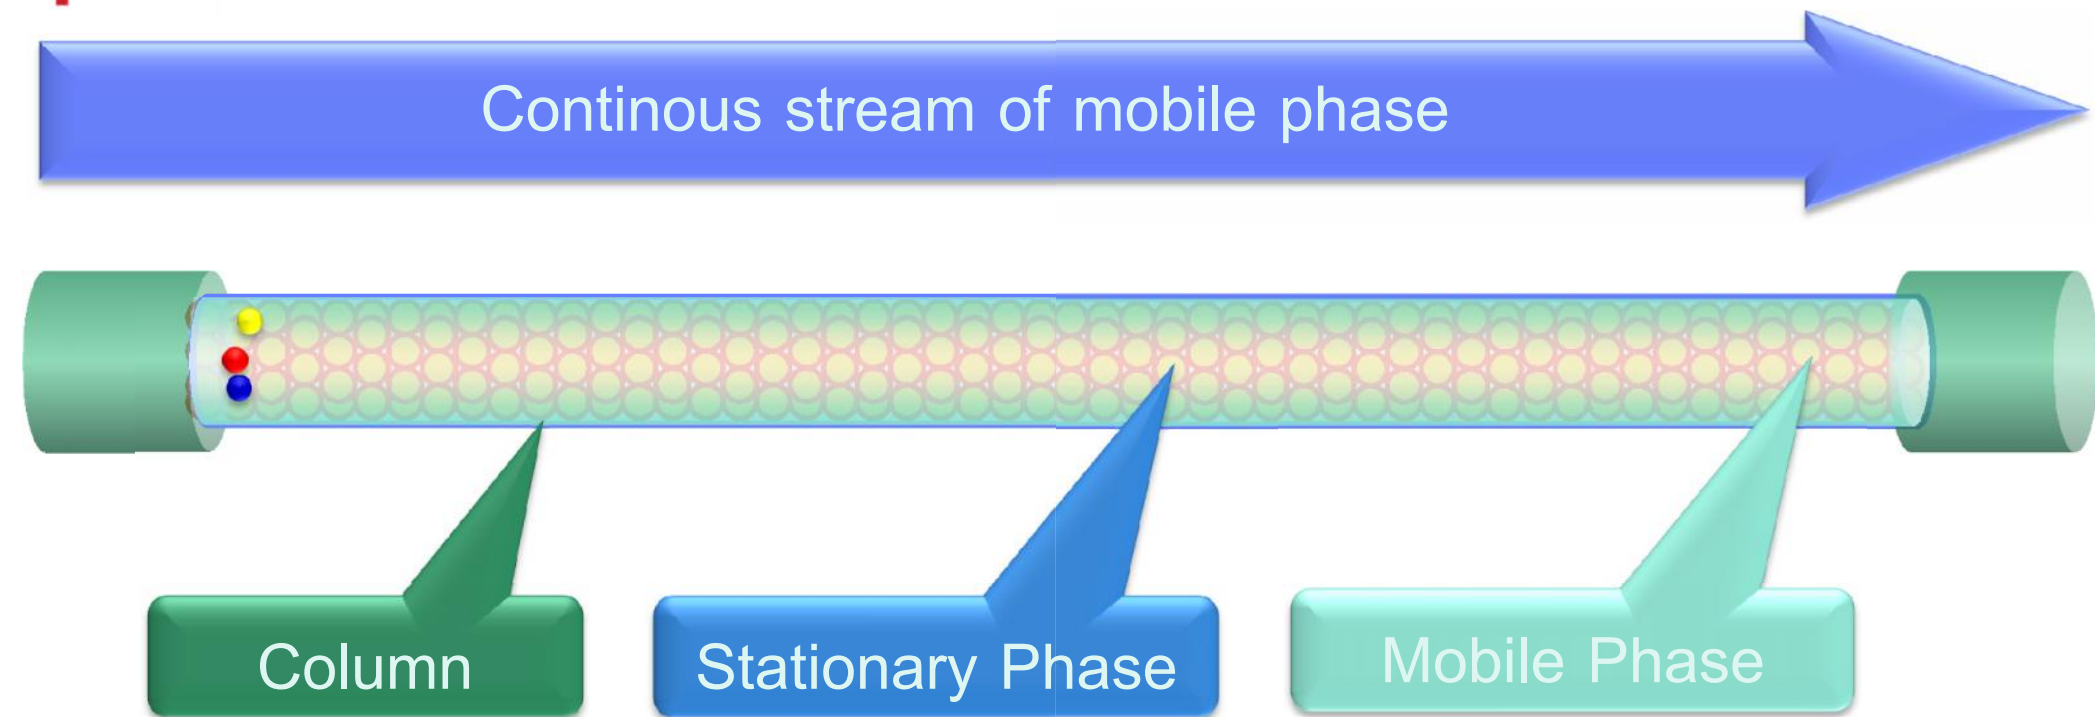 Continous stream of mobile phase
Column
Stationary Phase
Mobile Phase